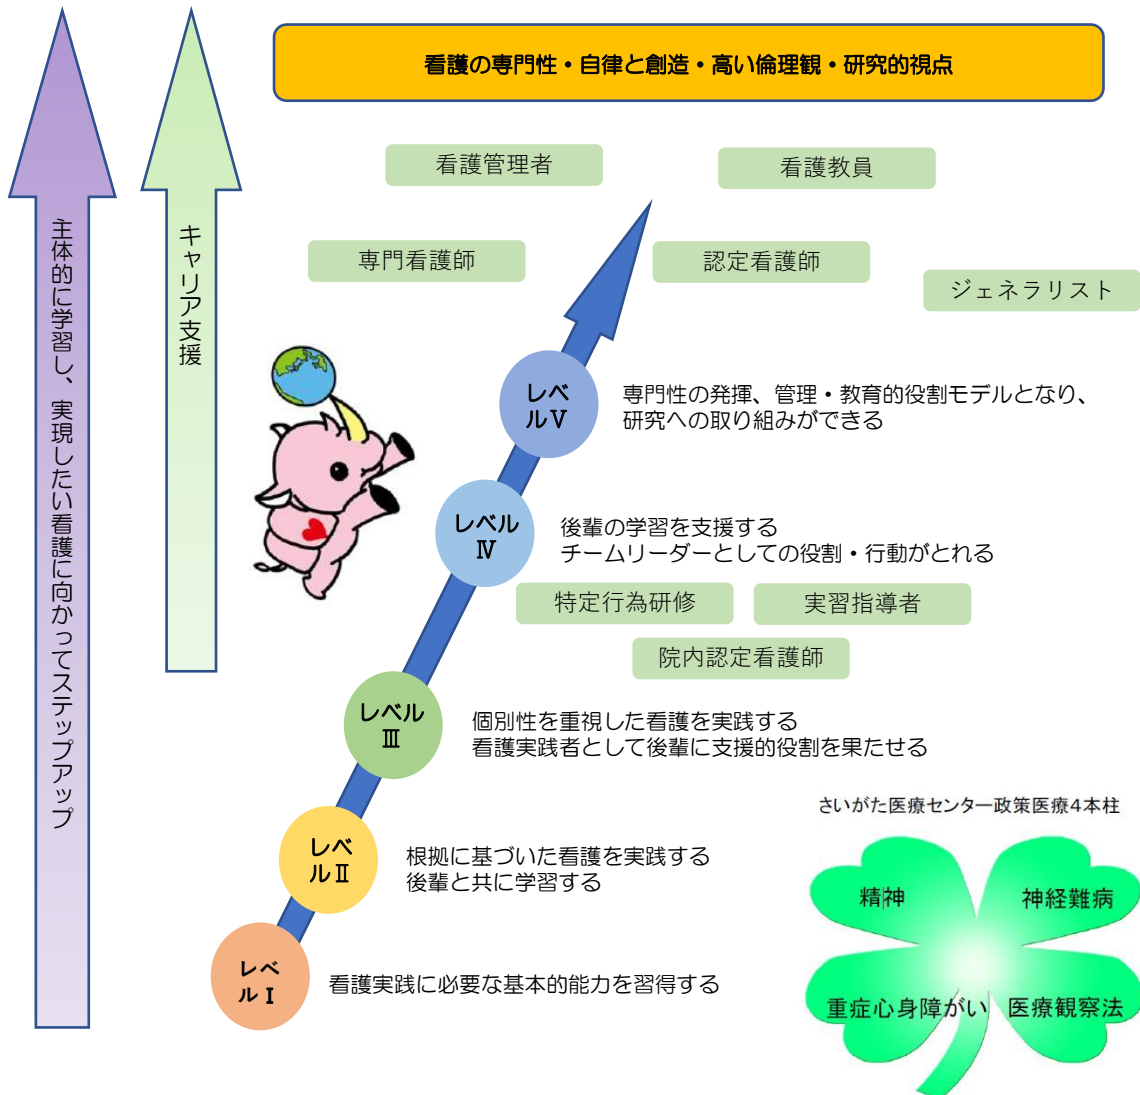 看護の専門性・自律と創造・高い倫理観・研究的視点
主体的に学習し、実現したい看護に向かってステップアップ
キャリア支援
看護管理者
看護教員
専門看護師
認定看護師
ジェネラリスト
レベ
ルⅤ
専門性の発揮、管理・教育的役割モデルとなり、
研究への取り組みができる
レベル
Ⅳ
後輩の学習を支援する
チームリーダーとしての役割・行動がとれる
特定行為研修
実習指導者
院内認定看護師
レベル
Ⅲ
個別性を重視した看護を実践する
看護実践者として後輩に支援的役割を果たせる
レベ
ルⅡ
根拠に基づいた看護を実践する
後輩と共に学習する
レベ
ルⅠ
看護実践に必要な基本的能力を習得する
さいがた医療センター政策医療4本柱
精神
神経難病
重症心身障がい
医療観察法